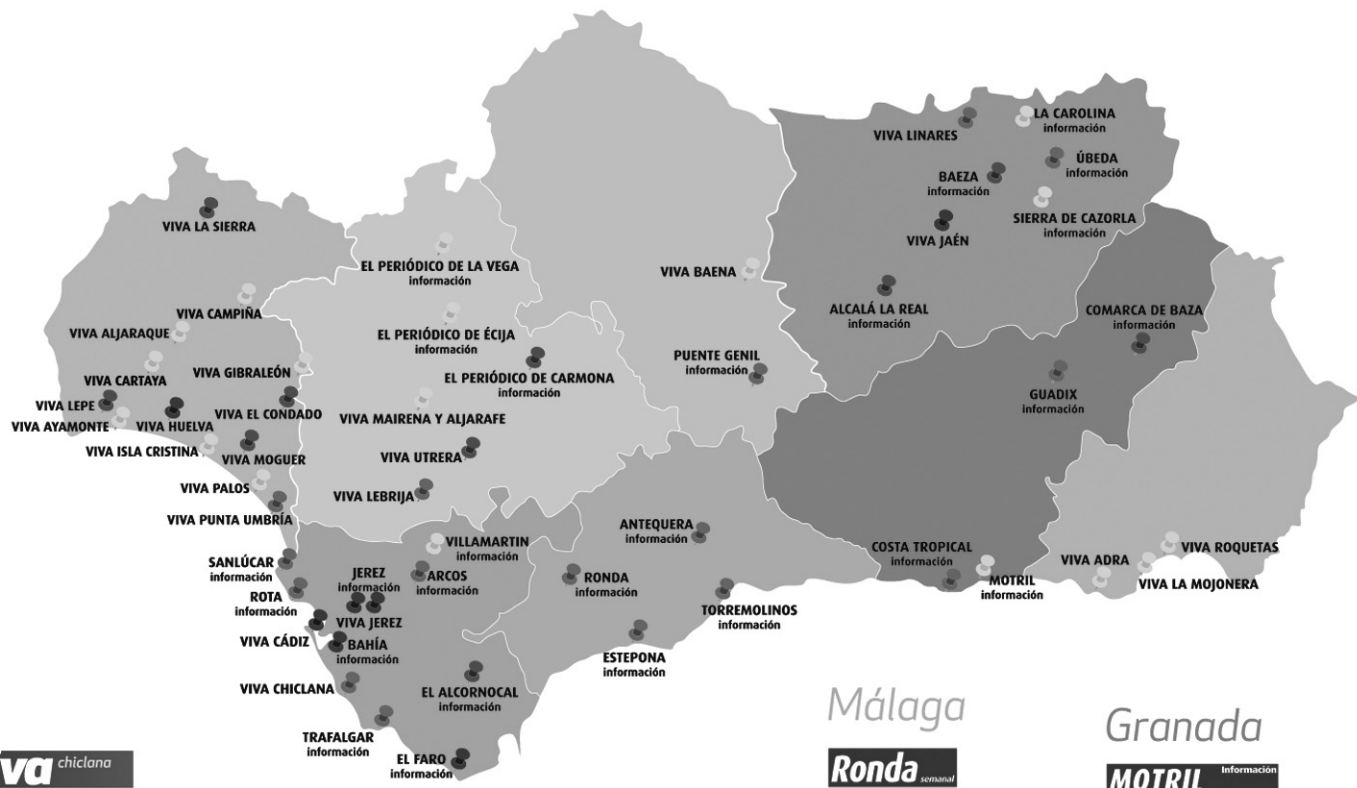 LA CAROLINA
información
VIVA LINARES
ÚBEDA
información
BAEZA
información
SIERRA DE CAZORLA
información
VIVA JAÉN
ALCALÁ LA REAL
información
VIVA LA SIERRA
EL PERIÓDICO DE LA VEGA
información
VIVA BAENA
VIVA CAMPIÑA
COMARCA DE BAZA
información
VIVA ALJARAQUE
EL PERIÓDICO DE ÉCIJA
información
VIVA CARTAYA
VIVA GIBRALEÓN
EL PERIÓDICO DE CARMONA
información
PUENTE GENIL
información
GUADIX
información
VIVA LEPE
VIVA EL CONDADO
VIVA AYAMONTE
VIVA HUELVA
VIVA MAIRENA Y ALJARAFE
VIVA ISLA CRISTINA
VIVA MOGUER
VIVA UTRERA
VIVA PALOS
VIVA LEBRIJA
VIVA PUNTA UMBRÍA
ANTEQUERA
información
VILLAMARTIN
información
COSTA TROPICAL
información
MOTRIL
información
VIVA ADRA
VIVA ROQUETAS
VIVA LA MOJONERA
SANLÚCAR
información
JEREZ
información
ARCOS
información
RONDA
información
ROTA
información
VIVA JEREZ
TORREMOLINOS
información
VIVA CÁDIZ
BAHÍA
información
ESTEPONA
información
VIVA CHICLANA
EL ALCORNOCAL
información
TRAFALGAR
información
EL FARO
información
Málaga
Granada
va chiclana
Ronda semanal
MOTRIL Información